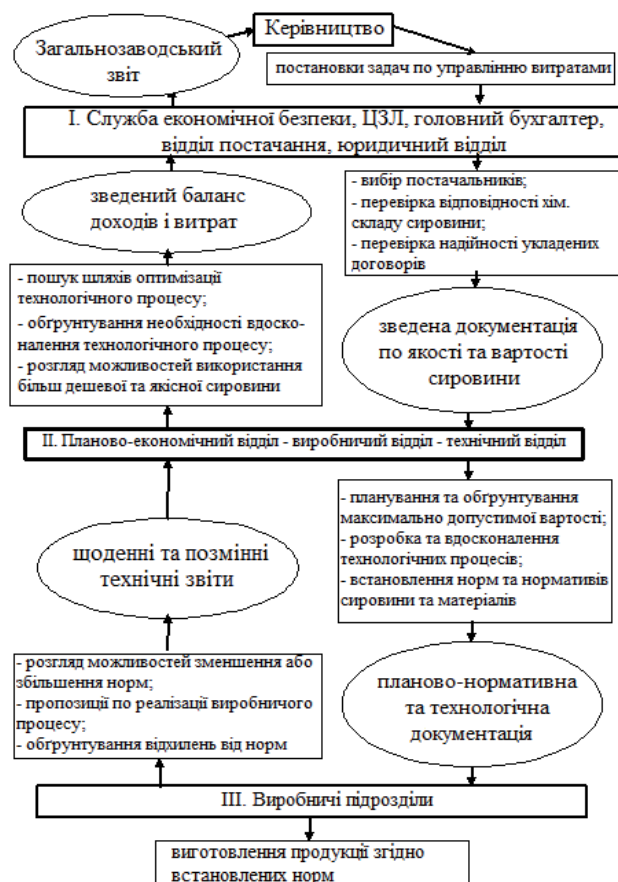 Загальнозаводський
звіт
Керівництво
постановки задач по управлінню витратами
І. Служба економічної безпеки, ЦЗЛ, головний бухгалтер,
відділ постачання, юридичний відділ
зведений баланс
доходів і витрат
- вибір постачальників;
- перевірка відповідності хім.
складу сировини;
- перевірка надійності укладених
договорів
- пошук шляхів оптимізації
технологічного процесу;
- обґрунтування необхідності вдоско-
налення технологічного процесу;
- розгляд можливостей використання
більш дешевої та якісної сировини
зведена документація
по якості та вартості
сировини
ІІ. Планово-економічний відділ - виробничий відділ - технічний відділ
- планування та обґрунтування
максимально допустимої вартості;
- розробка та вдосконалення
технологічних процесів;
- встановлення норм та нормативів
сировини та матеріалів
щоденні та позмінні
технічні звіти
- розгляд можливостей зменшення або
збільшення норм;
- пропозиції по реалізації виробничого
процесу;
- обґрунтування відхилень від норм
планово-нормативна
та технологічна
документація
ІІІ. Виробничі підрозділи
виготовлення продукції згідно
встановлених норм